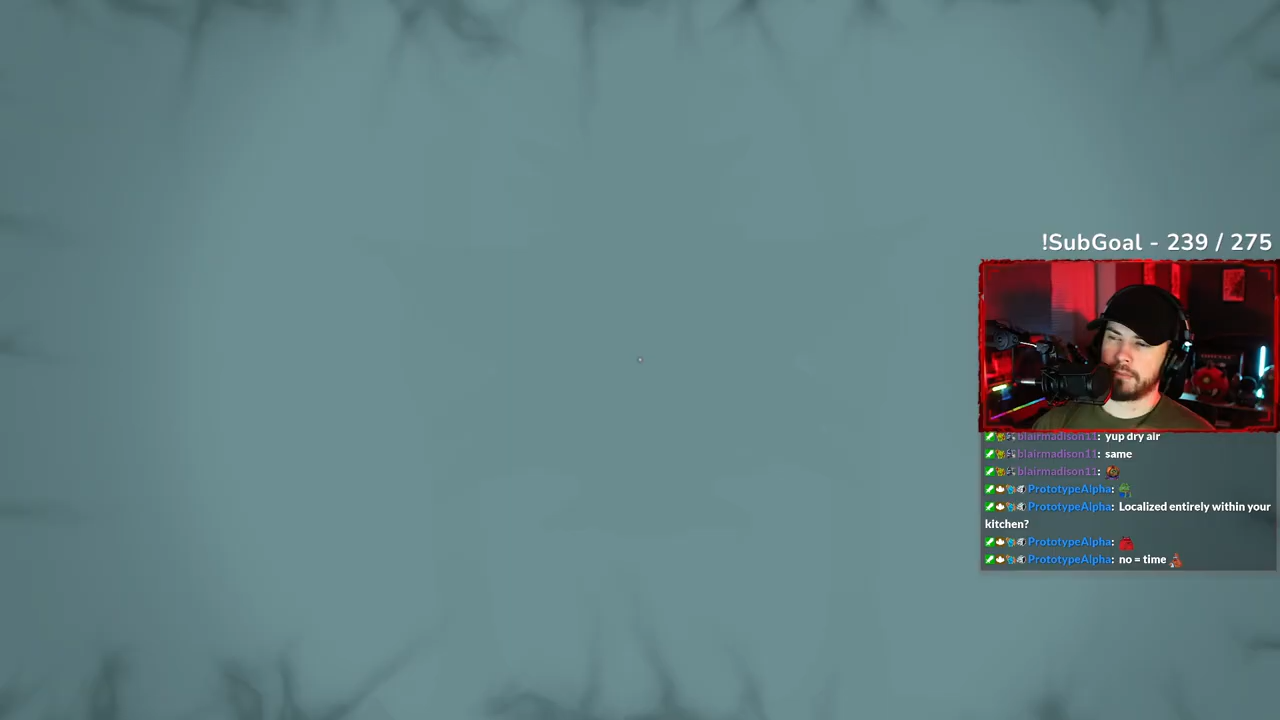 !SubGoal - 239 / 275
blairmadison11: yup dry air
blairmadison11: same
blairmadison11:
PrototypeAlpha:
PrototypeAlpha: Localized entirely within your
kitchen?
PrototypeAlpha:
PrototypeAlpha: no = time